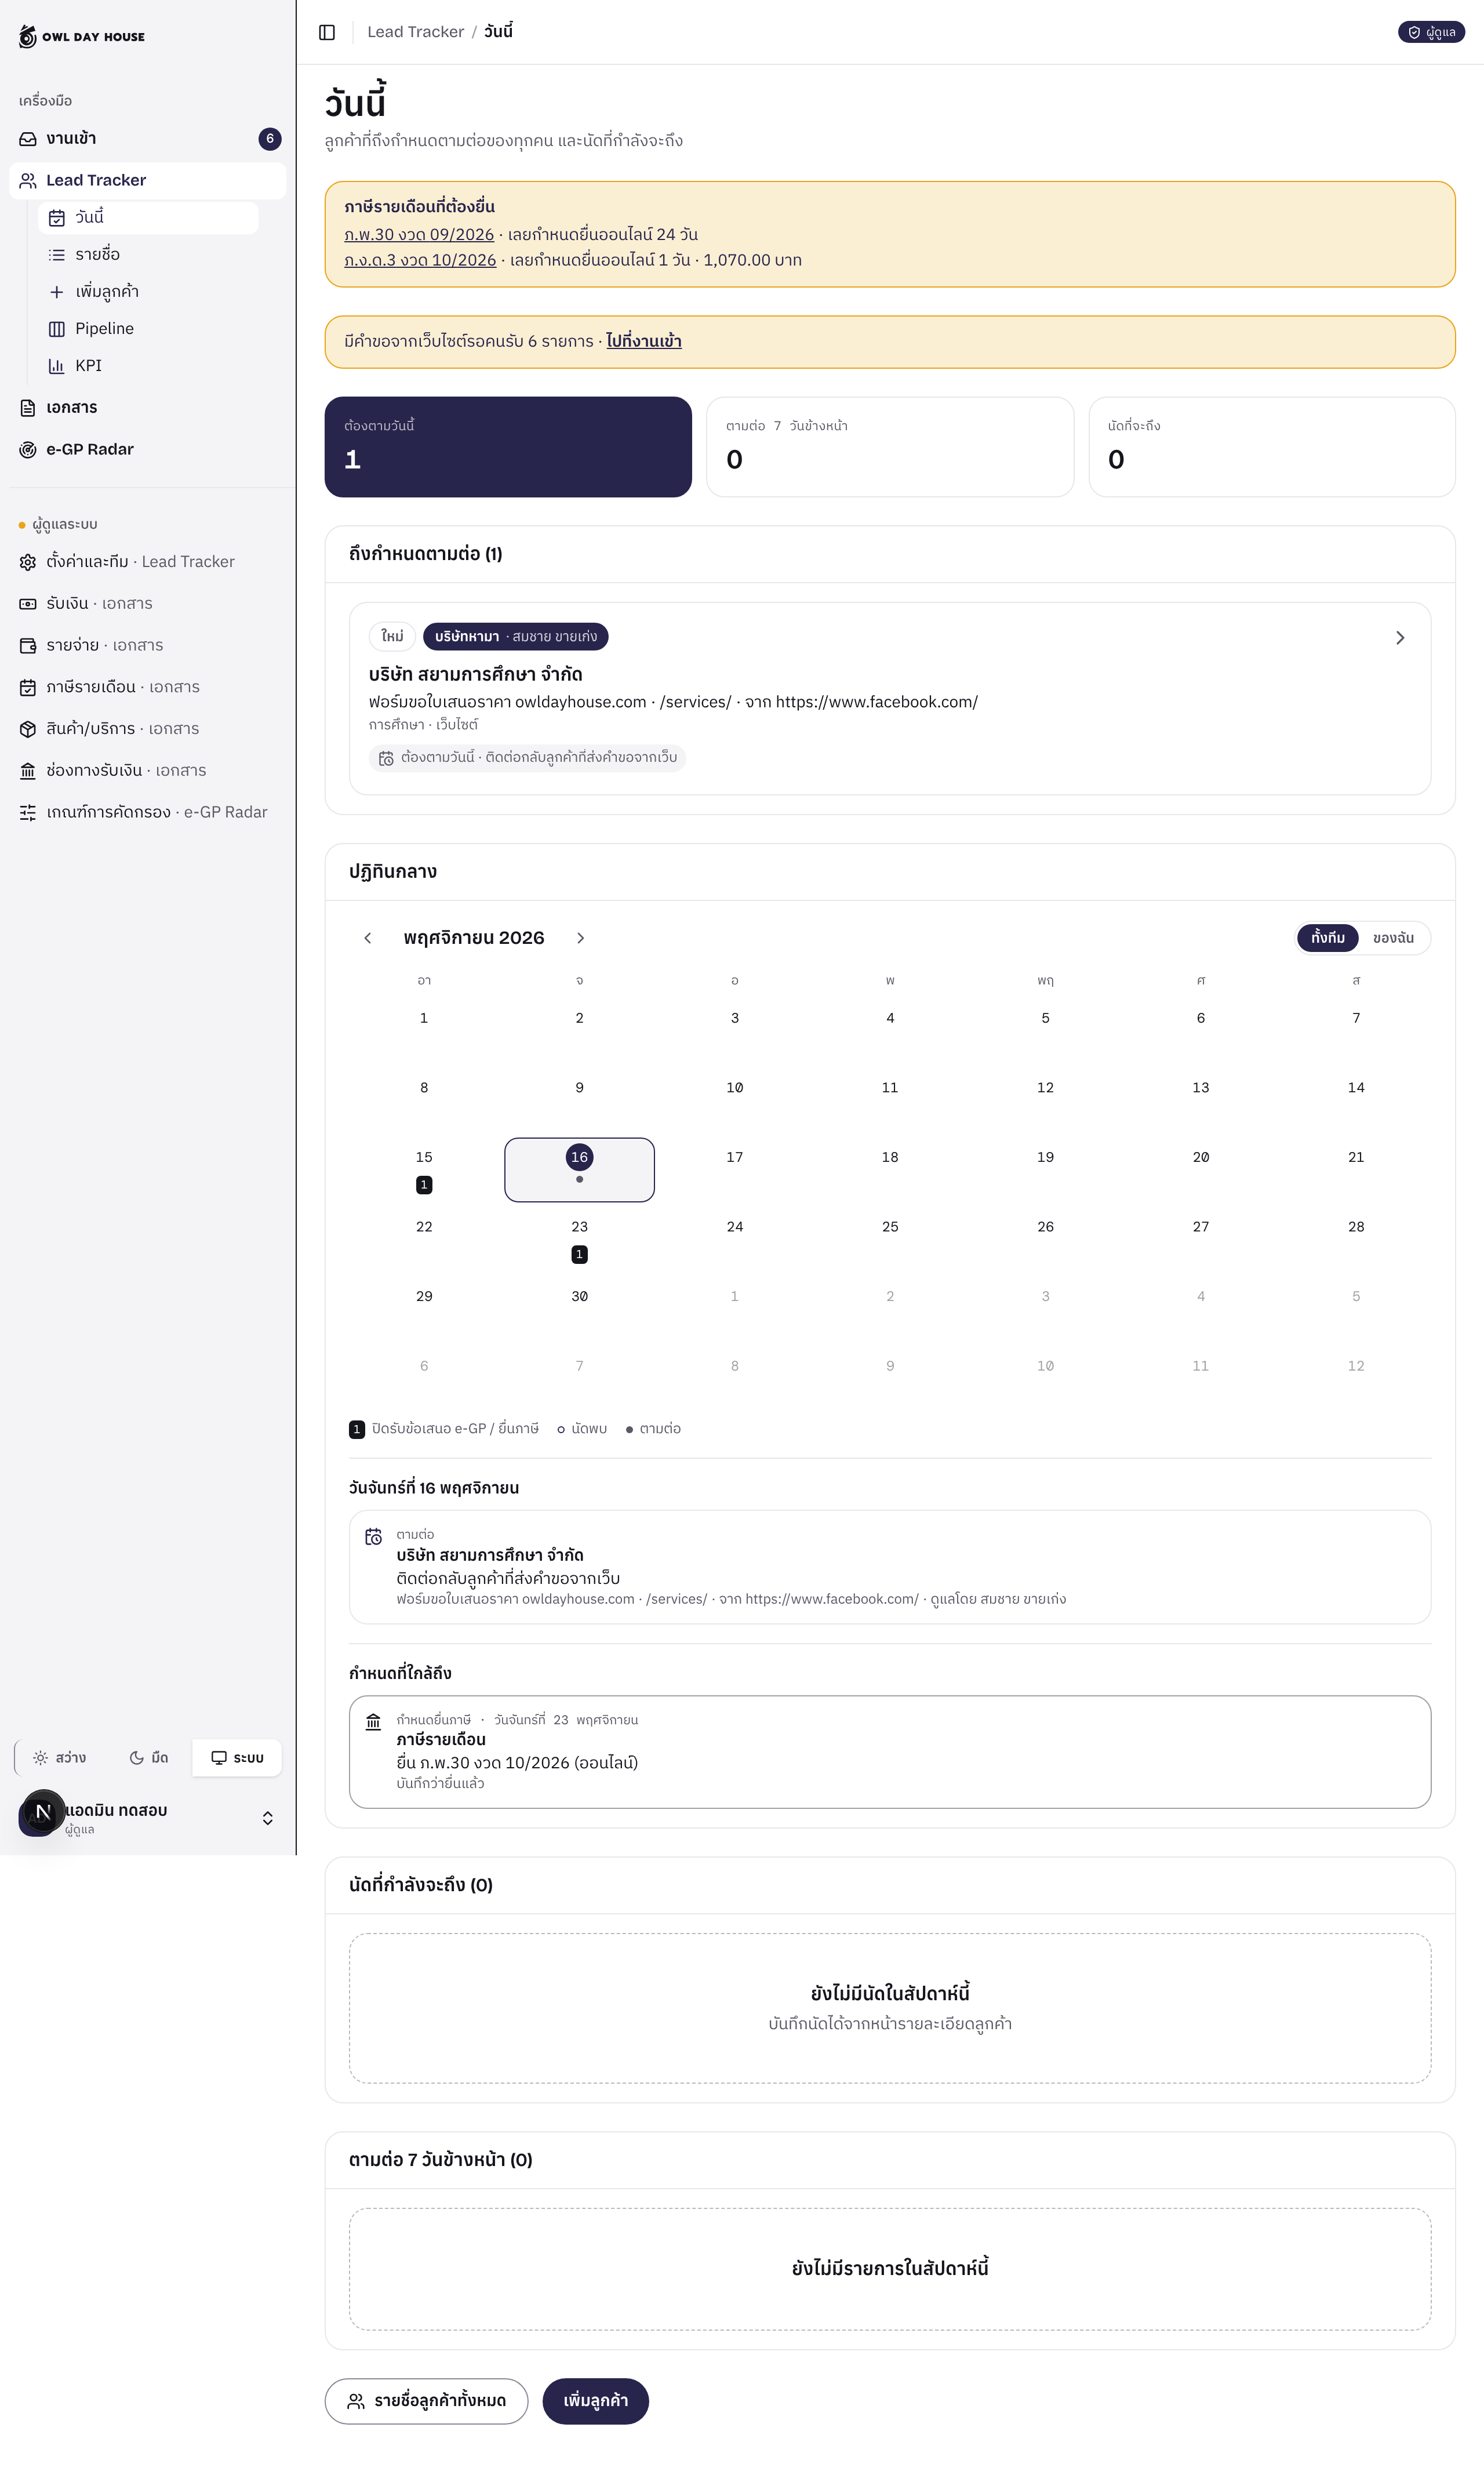 OWL DAY HOUSE
เครื่องมือ
งานเข้า 6
Lead Tracker
วันนี้
รายชื่อ
เพิ่มลูกค้า
Pipeline
KPI
เอกสาร
e-GP Radar
ผู้ดูแลระบบ
ตั้งค่าและทีม · Lead Tracker
รับเงิน · เอกสาร
รายจ่าย · เอกสาร
ภาษีรายเดือน · เอกสาร
สินค้า/บริการ · เอกสาร
ช่องทางรับเงิน · เอกสาร
เกณฑ์การคัดกรอง · e-GP Radar
สว่าง มืด ระบบ
N
แอดมิน ทดสอบ
ผู้ดูแล
Lead Tracker / วันนี้
ผู้ดูแล
วันนี้
ลูกค้าที่ถึงกำหนดตามต่อของทุกคน และนัดที่กำลังจะถึง
ภาษีรายเดือนที่ต้องยื่น
ภ.พ.30 งวด 09/2026 · เลยกำหนดยื่นออนไลน์ 24 วัน
ภ.ง.ด.3 งวด 10/2026 · เลยกำหนดยื่นออนไลน์ 1 วัน · 1,070.00 บาท
มีคำขอจากเว็บไซต์รอคนรับ 6 รายการ · ไปที่งานเข้า
ต้องตามวันนี้
1
ตามต่อ 7 วันข้างหน้า
0
นัดที่จะถึง
0
ถึงกำหนดตามต่อ (1)
ใหม่ บริษัทหามา · สมชาย ขายเก่ง
บริษัท สยามการศึกษา จำกัด
ฟอร์มขอใบเสนอราคา owldayhouse.com · /services/ · จาก https://www.facebook.com/
การศึกษา · เว็บไซต์
ต้องตามวันนี้ · ติดต่อกลับลูกค้าที่ส่งคำขอจากเว็บ
ปฏิทินกลาง
พฤศจิกายน 2026
ทั้งทีม ของฉัน
อา จ อ พ พฤ ศ ส
1 2 3 4 5 6 7
8 9 10 11 12 13 14
15 16 17 18 19 20 21
1
22 23 24 25 26 27 28
1
29 30 1 2 3 4 5
6 7 8 9 10 11 12
1 ปิดรับข้อเสนอ e-GP / ยื่นภาษี นัดพบ ตามต่อ
วันจันทร์ที่ 16 พฤศจิกายน
ตามต่อ
บริษัท สยามการศึกษา จำกัด
ติดต่อกลับลูกค้าที่ส่งคำขอจากเว็บ
ฟอร์มขอใบเสนอราคา owldayhouse.com · /services/ · จาก https://www.facebook.com/ · ดูแลโดย สมชาย ขายเก่ง
กำหนดที่ใกล้ถึง
กำหนดยื่นภาษี · วันจันทร์ที่ 23 พฤศจิกายน
ภาษีรายเดือน
ยื่น ภ.พ.30 งวด 10/2026 (ออนไลน์)
บันทึกว่ายื่นแล้ว
นัดที่กำลังจะถึง (0)
ยังไม่มีนัดในสัปดาห์นี้
บันทึกนัดได้จากหน้ารายละเอียดลูกค้า
ตามต่อ 7 วันข้างหน้า (0)
ยังไม่มีรายการในสัปดาห์นี้
รายชื่อลูกค้าทั้งหมด เพิ่มลูกค้า